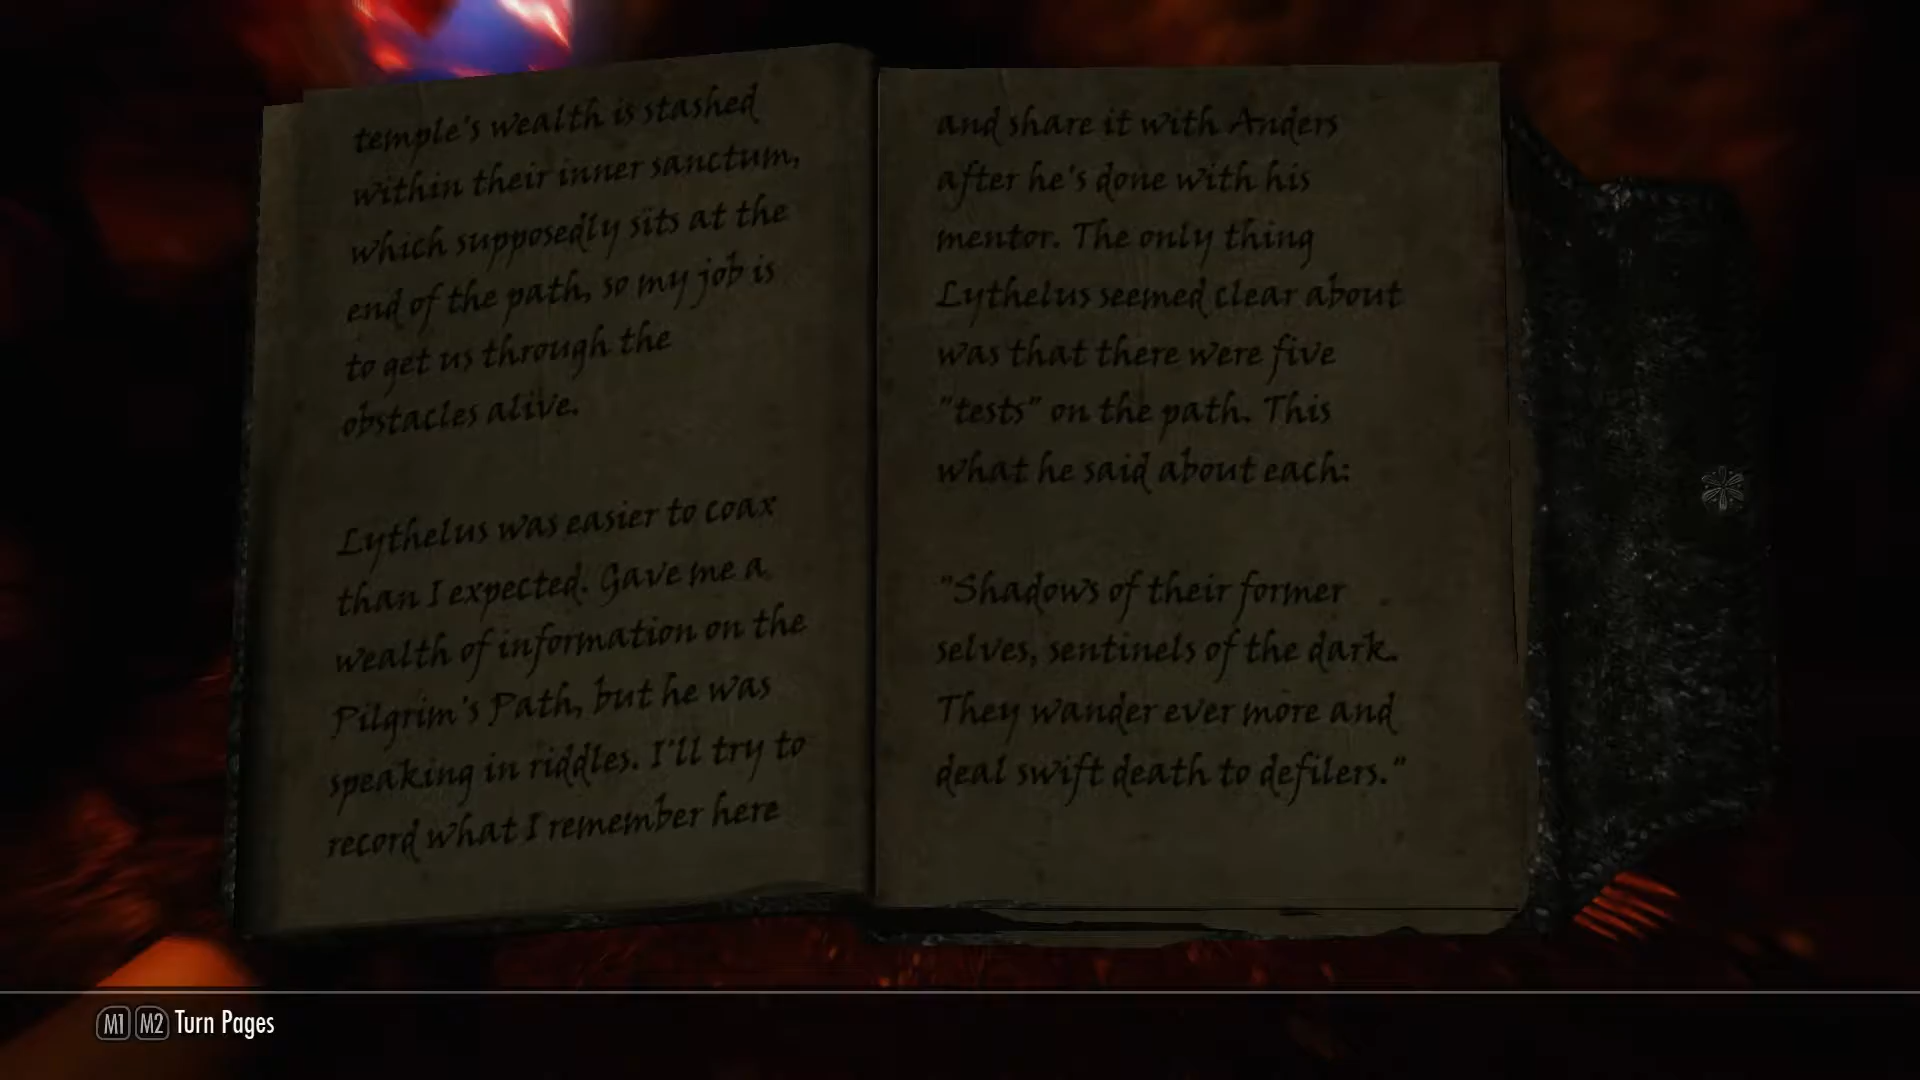 temple's wealth is stashed
within their inner sanctum,
which supposedly sits at the
end of the path, so my job is
to get us through the
obstacles alive.
Lythelus was easier to coax
than I expected. Gave me a
wealth of information on the
Pilgrim's Path, but he was
speaking in riddles. I'll try to
record what I remember here
and share it with Anders
after he's done with his
mentor. The only thing
Lythelus seemed clear about
was that there were five
"tests" on the path. This
what he said about each:
"Shadows of their former
selves, sentinels of the dark.
They wander ever more and
deal swift death to defilers."
M1 M2 Turn Pages